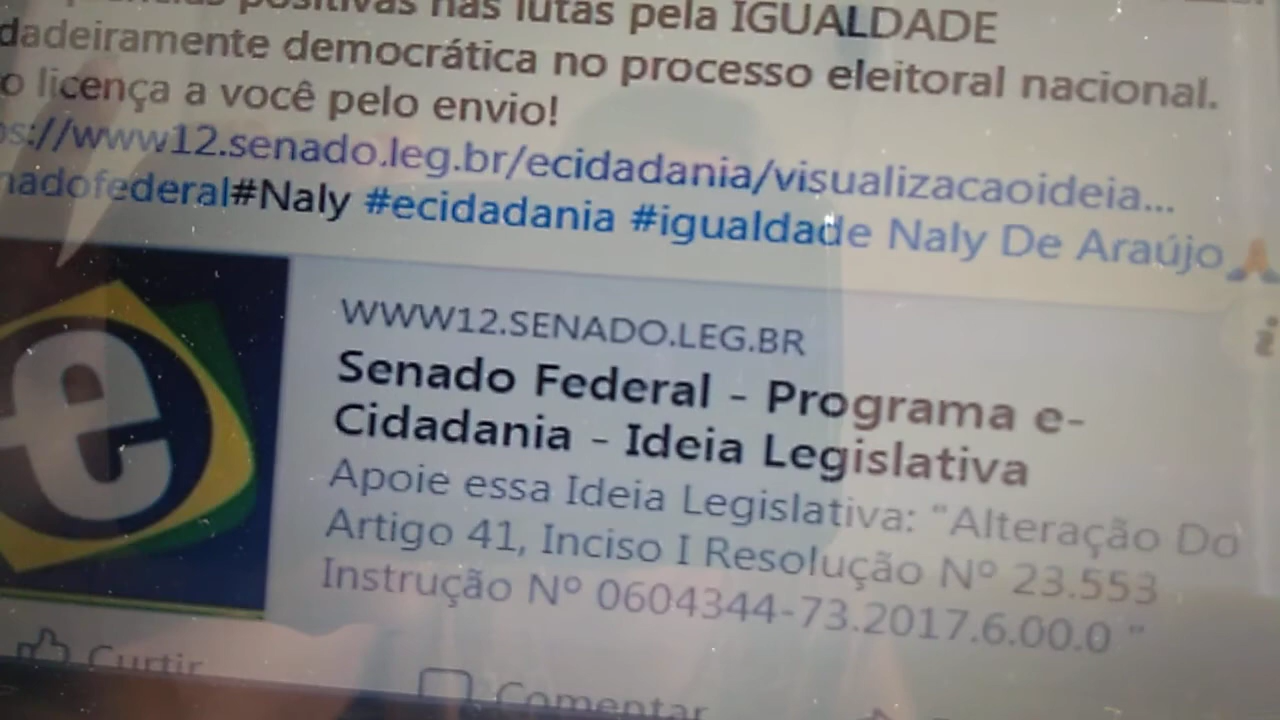 positivas nas lutas pela IGUALDADE
dadeiramente democrática no processo eleitoral nacional.
o licença a você pelo envio!
os://www12.senado.leg.br/ecidadania/visualizacaoideia...
nadofederal#Naly #ecidadania #igualdade Naly De Araújo
e
WWW12.SENADO.LEG.BR
i
Senado Federal - Programa e-
Cidadania - Ideia Legislativa
Apoie essa Ideia Legislativa: "Alteração Do
Artigo 41, Inciso I Resolução Nº 23.553
Instrução Nº 0604344-73.2017.6.00.0 "
Curtir
Comentar